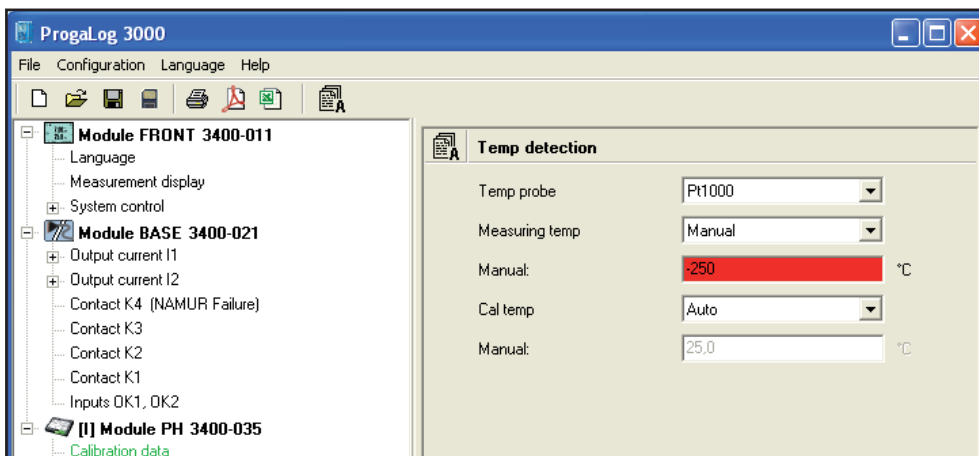 ProgaLog 3000
File Configuration Language Help
Module FRONT 3400-011
Language
Measurement display
System control
Module BASE 3400-021
Output current I1
Output current I2
Contact K4 (NAMUR Failure)
Contact K3
Contact K2
Contact K1
Inputs OK1, OK2
[I] Module PH 3400-035
Calibration data
Temp detection
Temp probe Pt1000
Measuring temp Manual
Manual: -250 °C
Cal temp Auto
Manual: 25,0 °C